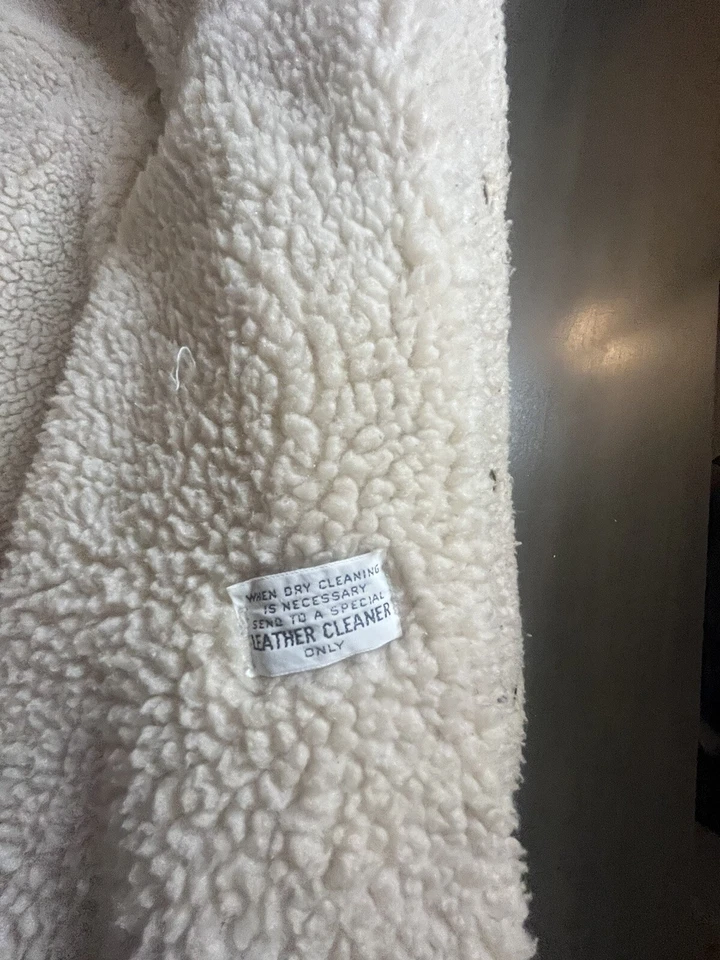 WHEN DRY CLEANING
IS NECESSARY
SEND TO A SPECIAL
LEATHER CLEANER
ONLY